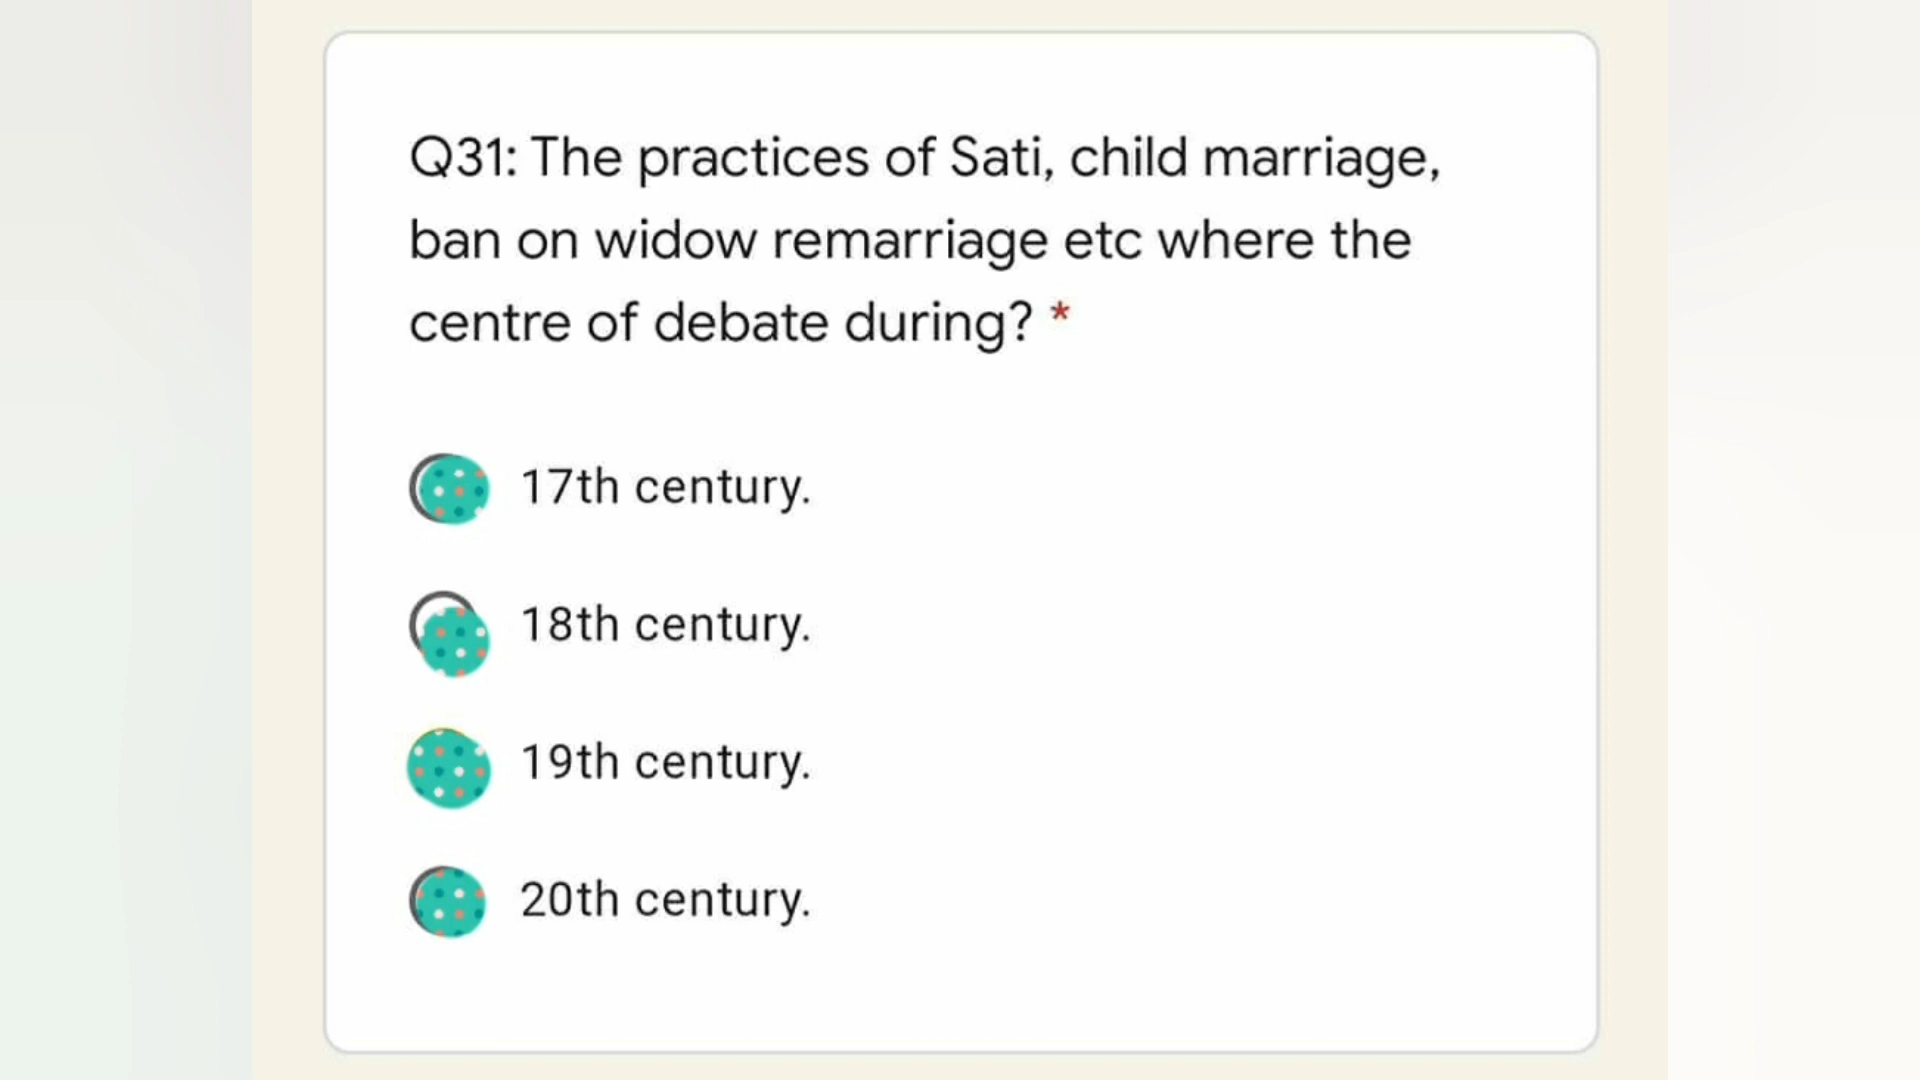 Q31: The practices of Sati, child marriage,
ban on widow remarriage etc where the
centre of debate during? *
17th century.
18th century.
19th century.
20th century.